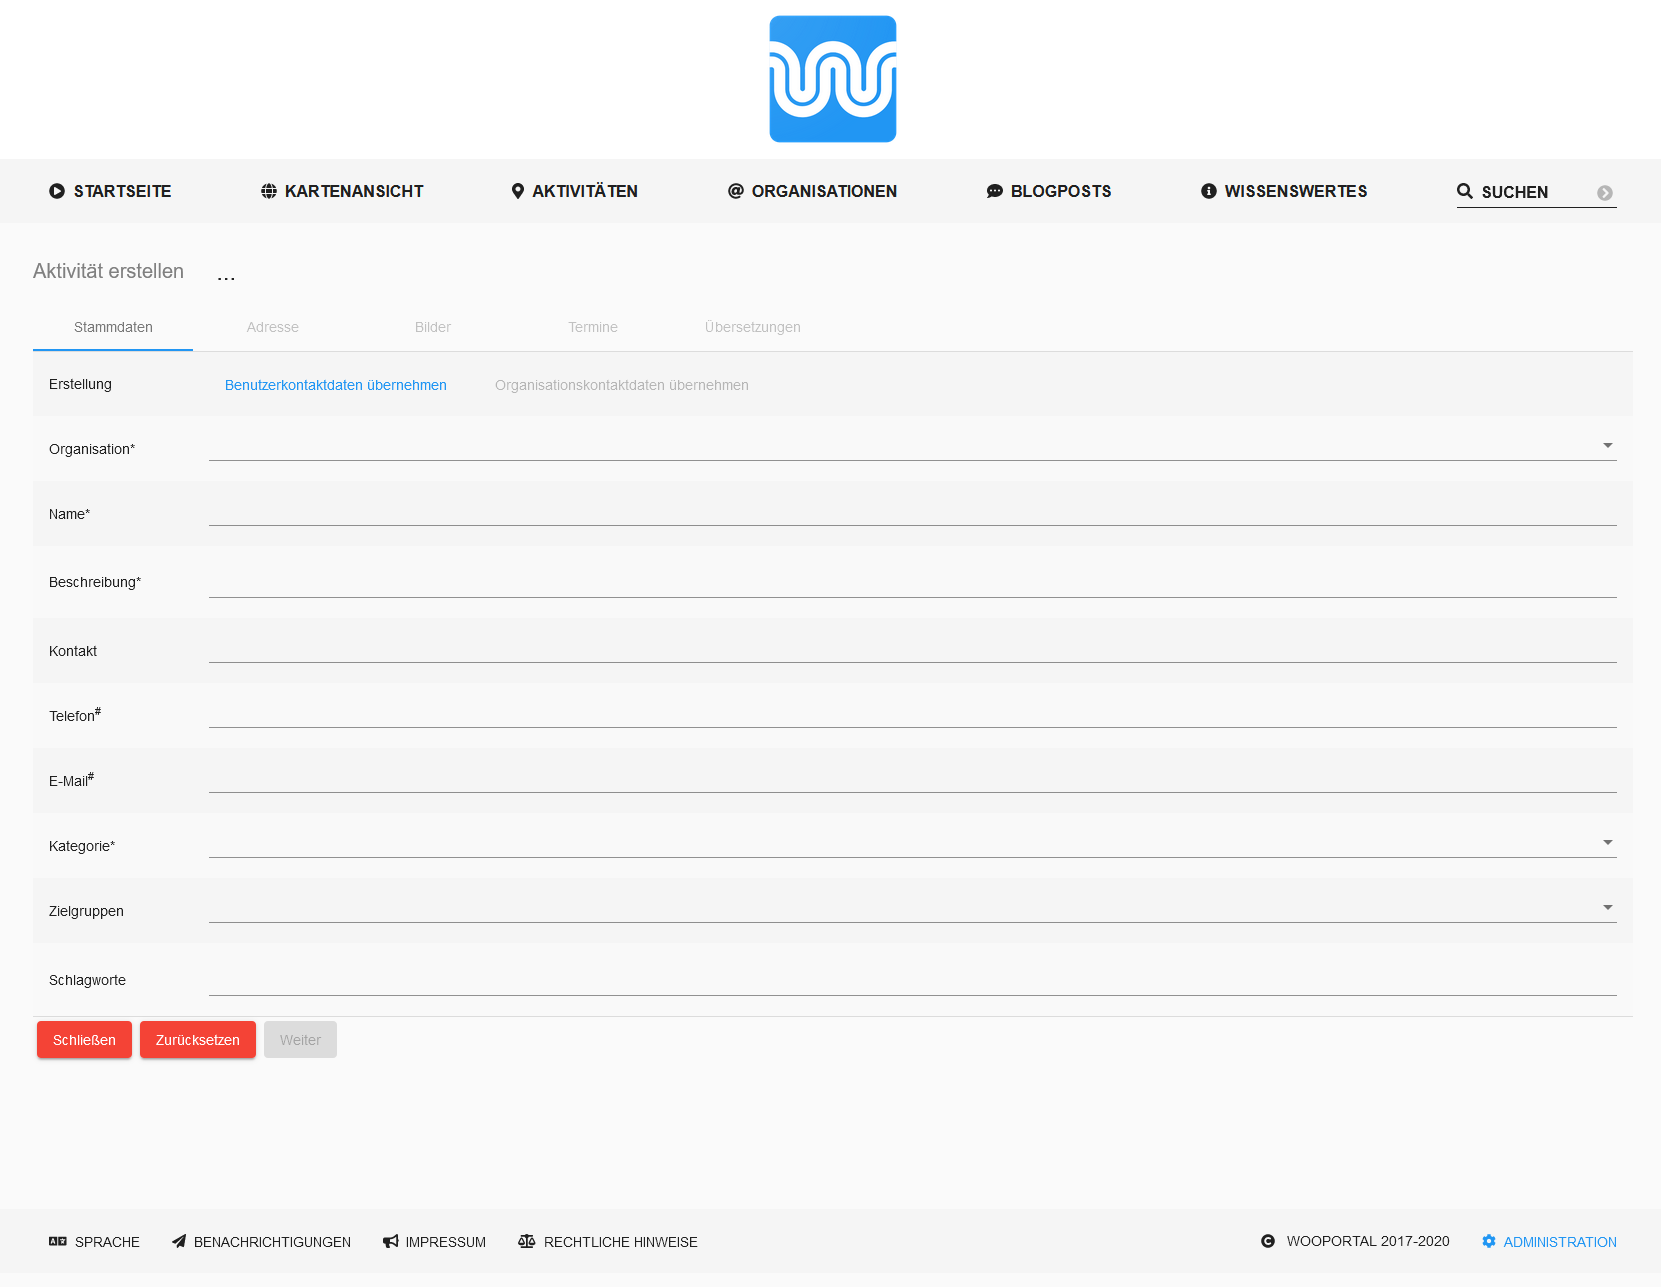 STARTSEITE KARTENANSICHT AKTIVITÄTEN ORGANISATIONEN BLOGPOSTS WISSENSWERTES SUCHEN
Aktivität erstellen ...
Stammdaten Adresse Bilder Termine Übersetzungen
Erstellung Benutzerkontaktdaten übernehmen Organisationskontaktdaten übernehmen
Organisation*
Name*
Beschreibung*
Kontakt
Telefon#
E-Mail#
Kategorie*
Zielgruppen
Schlagworte
Schließen Zurücksetzen Weiter
SPRACHE BENACHRICHTIGUNGEN IMPRESSUM RECHTLICHE HINWEISE WOOPORTAL 2017-2020 ADMINISTRATION